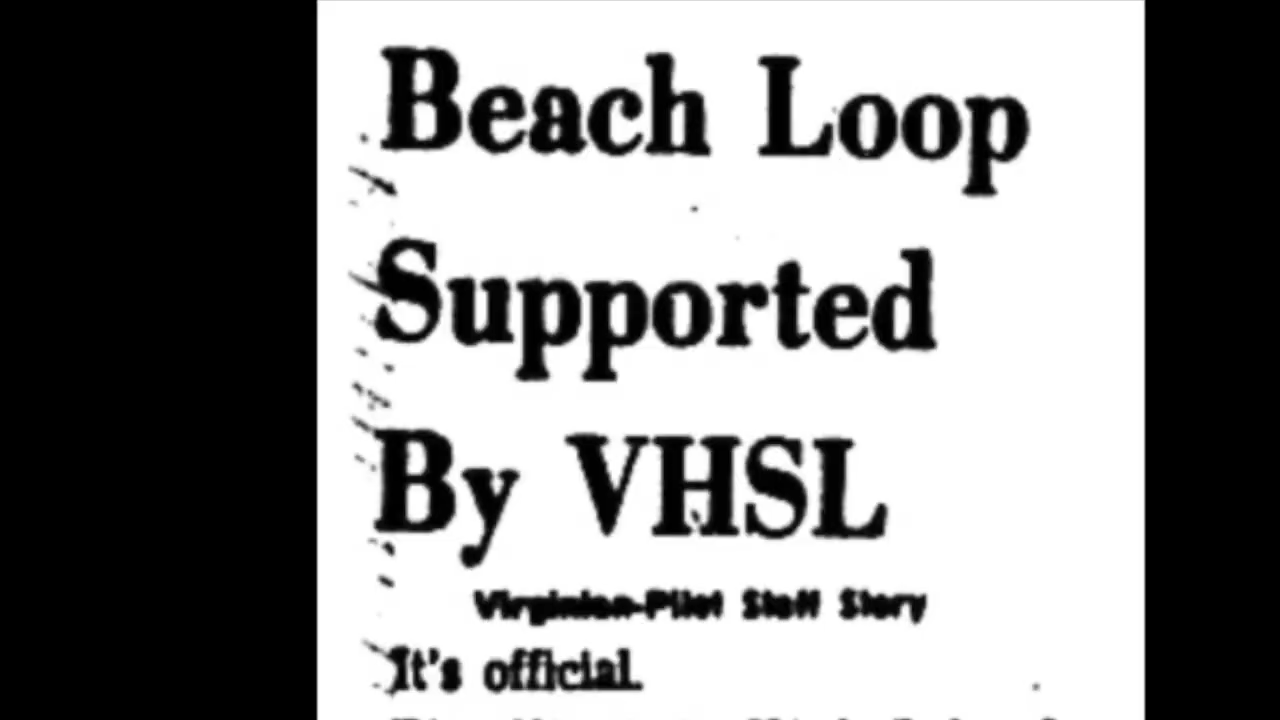 Beach Loop
Supported
By VHSL
Virginian-Pilot Staff Story
It's official.